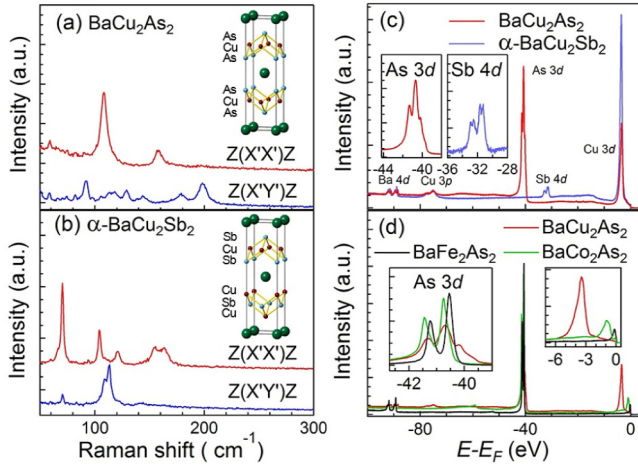 (a) BaCu₂As₂
As
Cu
As
As
Cu
As
Z(X'X')Z
Z(X'Y')Z
Intensity (a.u.)
(b) α-BaCu₂Sb₂
Sb
Cu
Sb
Cu
Sb
Cu
Z(X'X')Z
Z(X'Y')Z
Intensity (a.u.)
100 200 300
Raman shift ( cm⁻¹)
(c)
BaCu₂As₂
α-BaCu₂Sb₂
As 3d
Sb 4d
As 3d
-44 -40
-36 -32 -28
Ba 4d
Cu 3p
Sb 4d
Cu 3d
Intensity (a.u.)
(d)
BaCu₂As₂
BaFe₂As₂
BaCo₂As₂
As 3d
-42 -40
-6 -3 0
Intensity (a.u.)
-80 -40 0
E-E_F (eV)